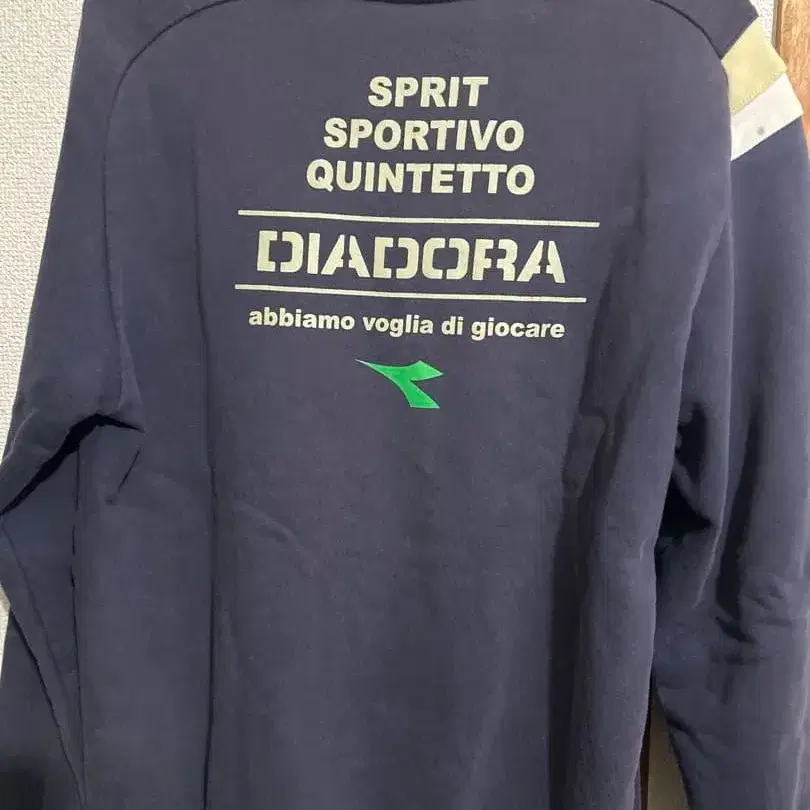 SPRIT
SPORTIVO
QUINTETTO
DIADORA
abbiamo voglia di giocare